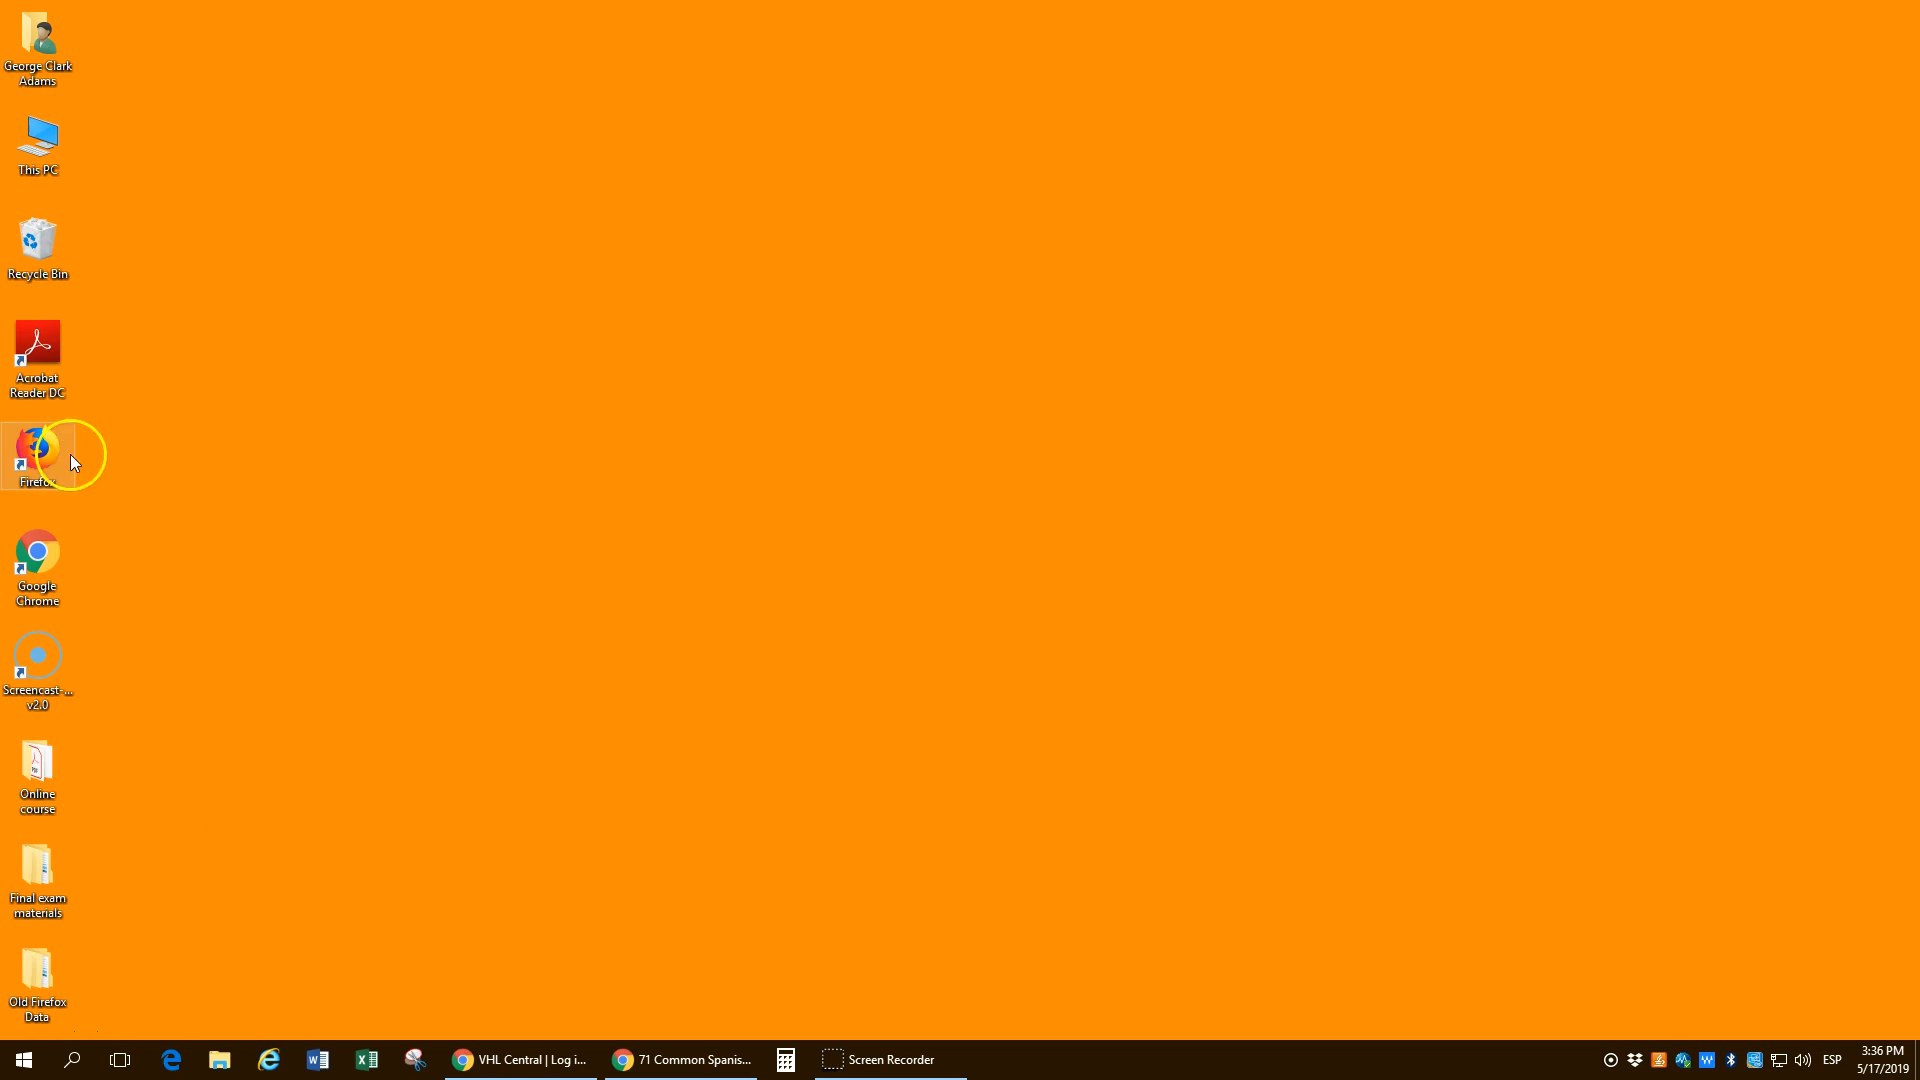 George Clark
Adams
This PC
Recycle Bin
Acrobat
Reader DC
Firefox
Google
Chrome
Screencast-...
v2.0
Online
course
Final exam
materials
Old Firefox
Data
VHL Central | Log i...
71 Common Spanis...
Screen Recorder
ESP
3:36 PM
5/17/2019